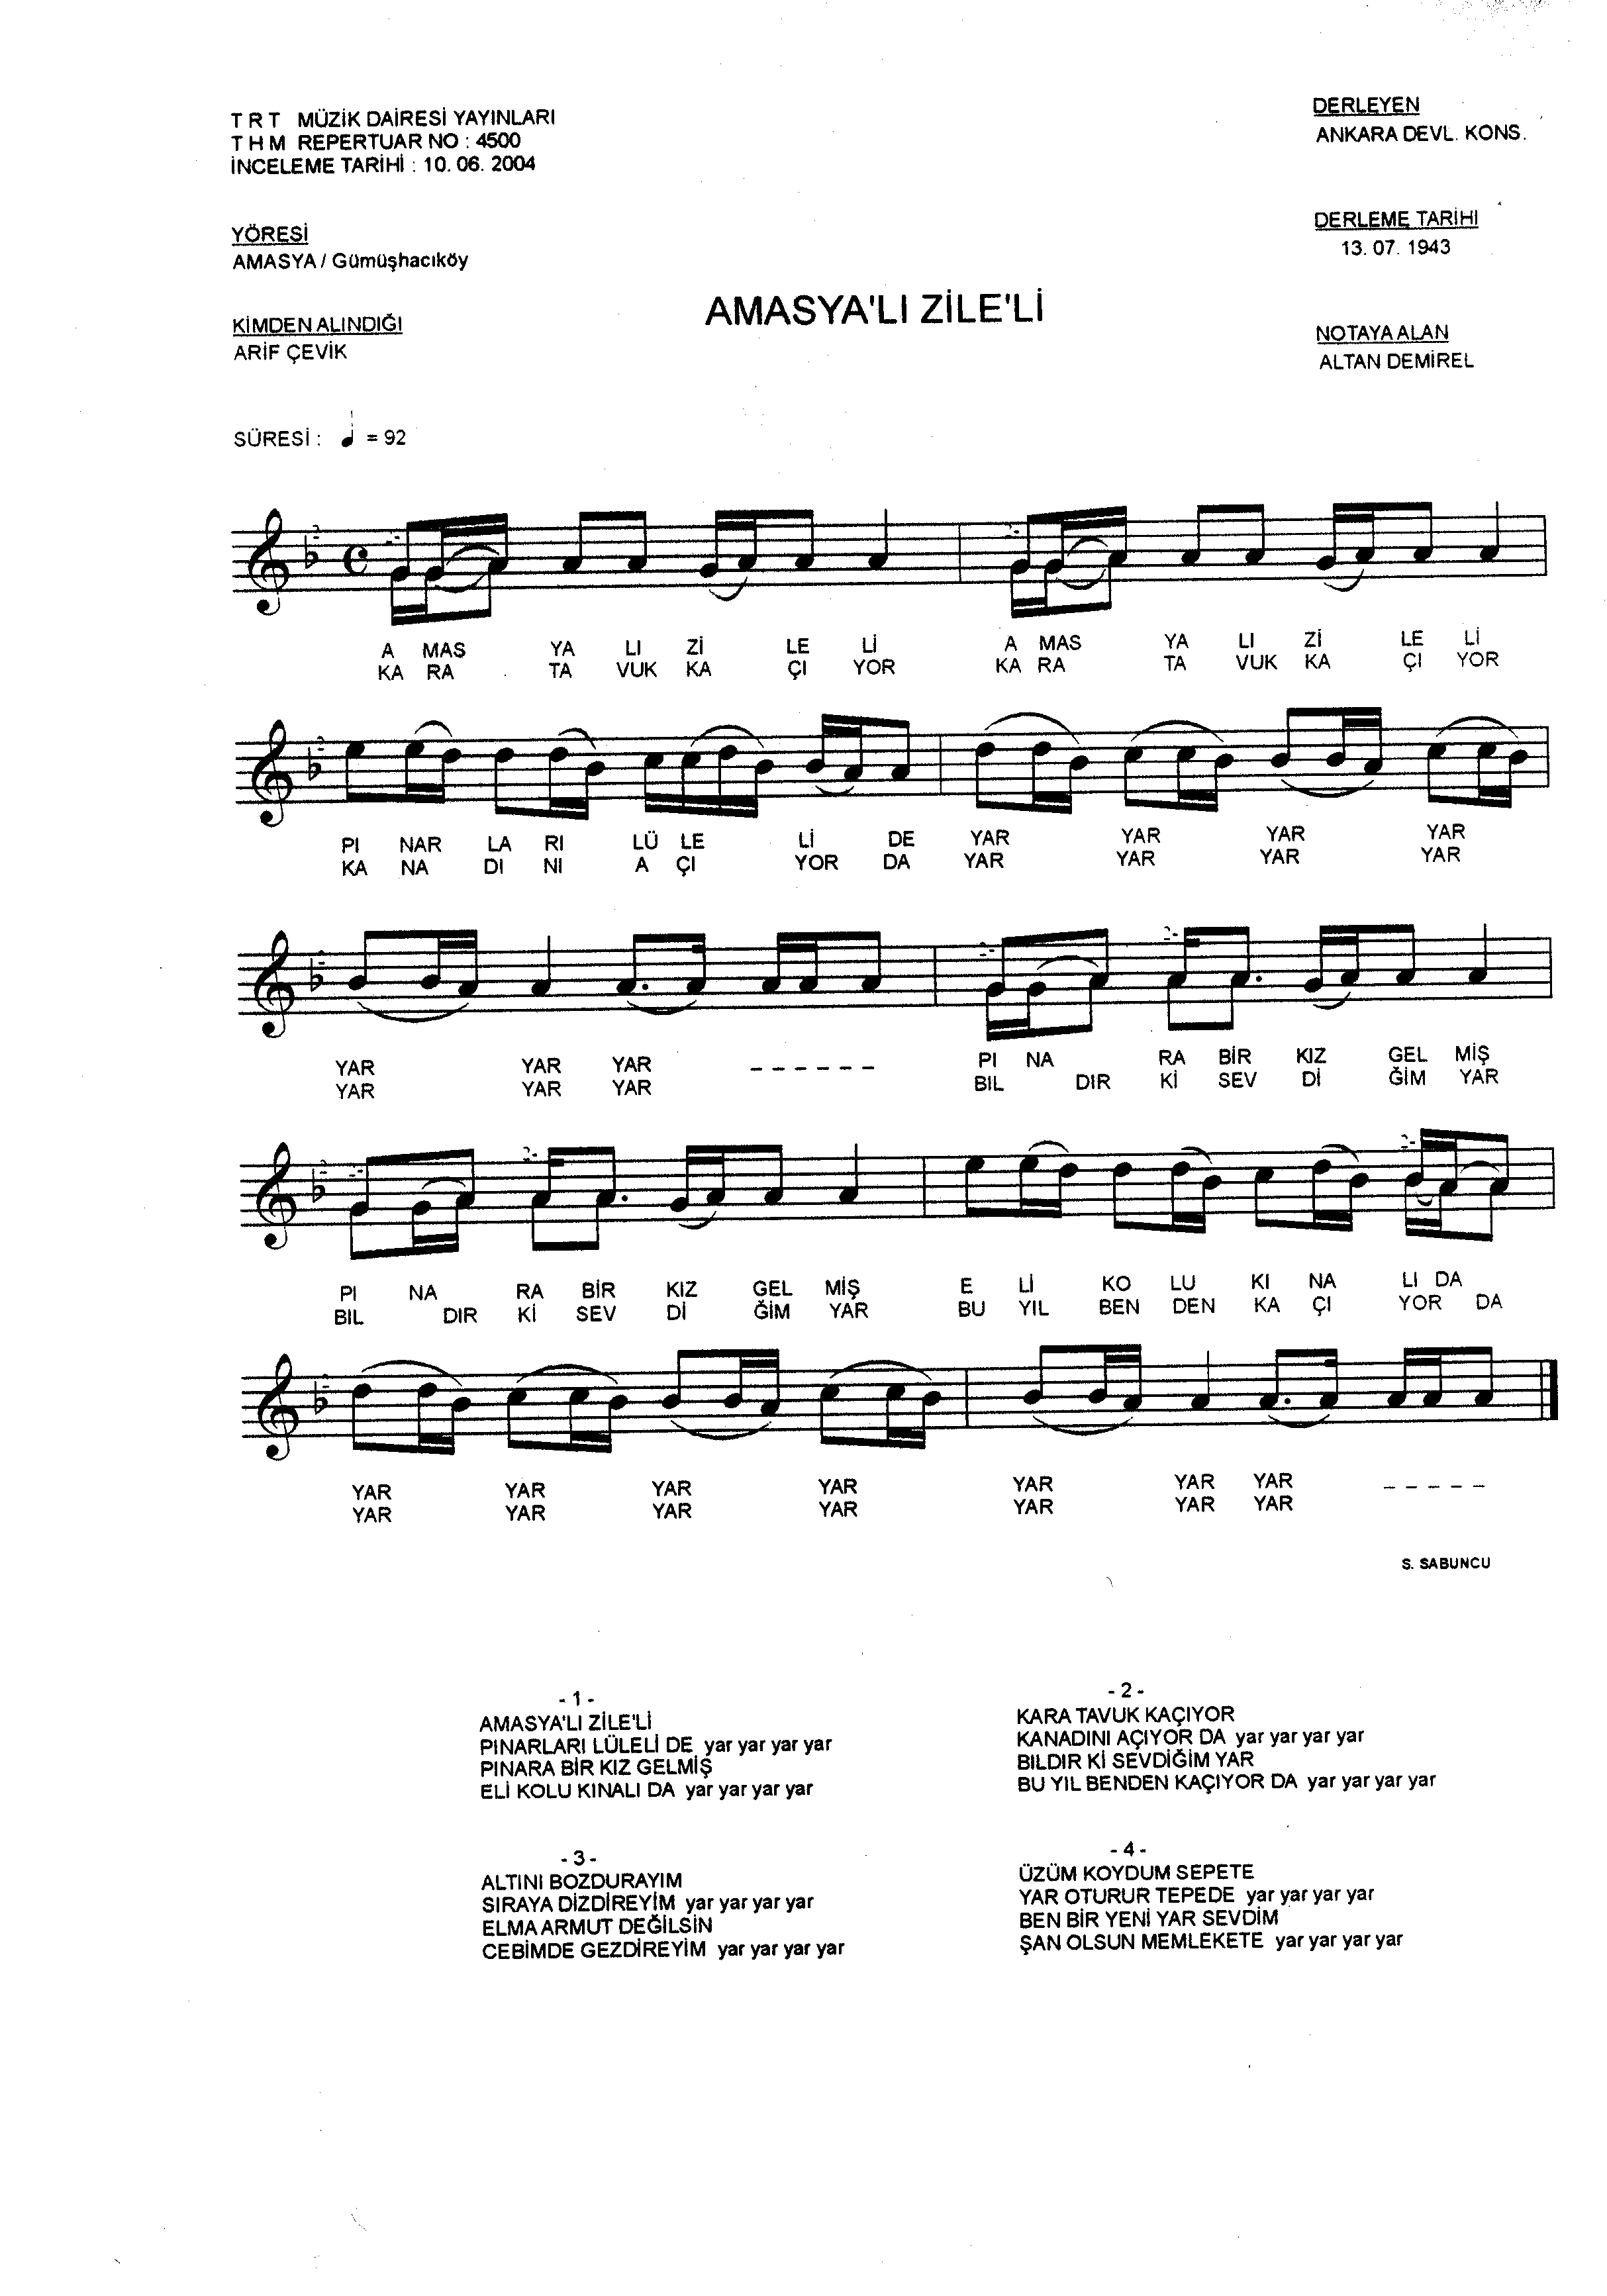 T R T MÜZİK DAİRESİ YAYINLARI
T H M REPERTUAR NO : 4500
İNCELEME TARİHİ : 10. 06. 2004
DERLEYEN
ANKARA DEVL. KONS.
YÖRESİ
AMASYA / Gümüşhacıköy
DERLEME TARİHİ
13. 07. 1943
AMASYA'LI ZİLE'Lİ
KİMDEN ALINDIĞI
ARİF ÇEVİK
NOTAYA ALAN
ALTAN DEMİREL
SÜRESİ : = 92
A MAS YA LI Zİ LE Lİ A MAS YA LI Zİ LE Lİ
KA RA TA VUK KA ÇI YOR KA RA TA VUK KA ÇI YOR
PI NAR LA RI LÜ LE Lİ DE YAR YAR YAR YAR
KA NA DI NI A ÇI YOR DA YAR YAR YAR YAR
YAR YAR YAR _ _ _ _ _ _ PI NA RA BİR KIZ GEL MİŞ
YAR YAR YAR BIL DIR Kİ SEV Dİ ĞİM YAR
PI NA RA BİR KIZ GEL MİŞ E Lİ KO LU KI NA LI DA
BIL DIR Kİ SEV Dİ ĞİM YAR BU YIL BEN DEN KA ÇI YOR DA
YAR YAR YAR YAR YAR YAR YAR _ _ _ _ _
YAR YAR YAR YAR YAR YAR YAR
S. SABUNCU
- 1 -
AMASYA'LI ZİLE'Lİ
PINARLARI LÜLELİ DE yar yar yar yar
PINARA BİR KIZ GELMİŞ
ELİ KOLU KINALI DA yar yar yar yar
- 2 -
KARA TAVUK KAÇIYOR
KANADINI AÇIYOR DA yar yar yar yar
BILDIR Kİ SEVDİĞİM YAR
BU YIL BENDEN KAÇIYOR DA yar yar yar yar
- 3 -
ALTINI BOZDURAYIM
SIRAYA DİZDİREYİM yar yar yar yar
ELMA ARMUT DEĞİLSİN
CEBİMDE GEZDİREYİM yar yar yar yar
- 4 -
ÜZÜM KOYDUM SEPETE
YAR OTURUR TEPEDE yar yar yar yar
BEN BİR YENİ YAR SEVDİM
ŞAN OLSUN MEMLEKETE yar yar yar yar